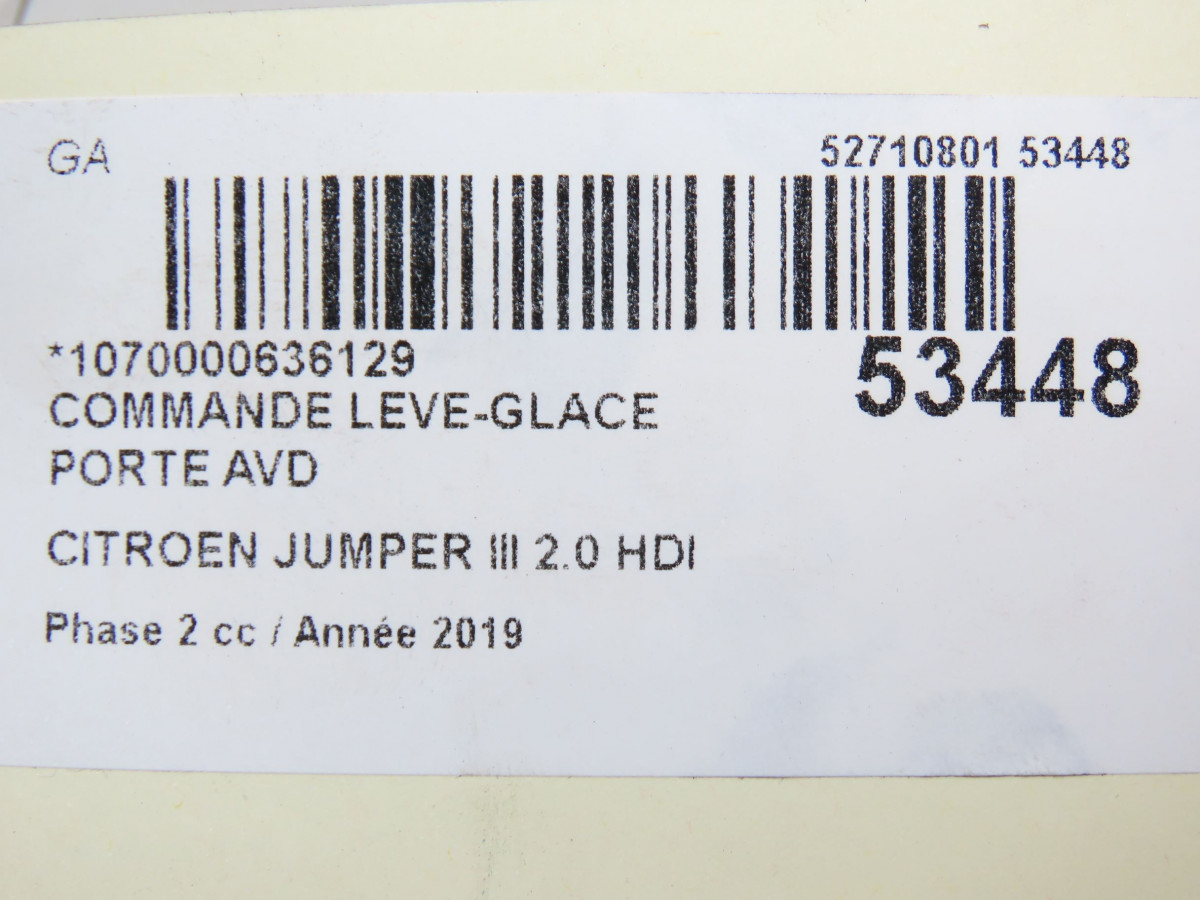 GA
52710801 53448
*1070000636129
53448
COMMANDE LEVE-GLACE
PORTE AVD
CITROEN JUMPER III 2.0 HDI
Phase 2 cc / Année 2019